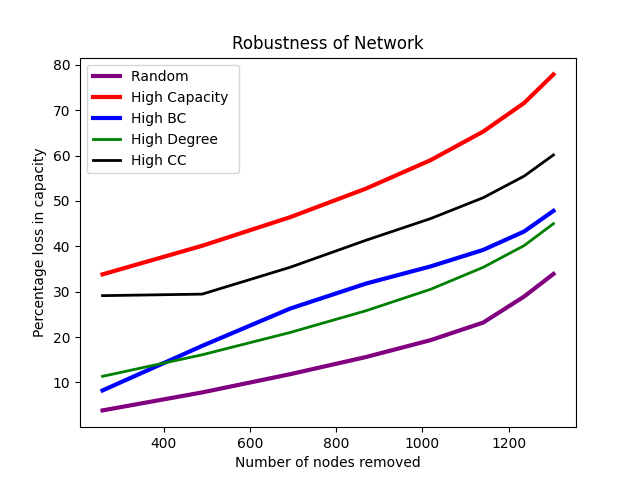 Robustness of Network
Percentage loss in capacity
80
70
60
50
40
30
20
10
Random
High Capacity
High BC
High Degree
High CC
400 600 800 1000 1200
Number of nodes removed